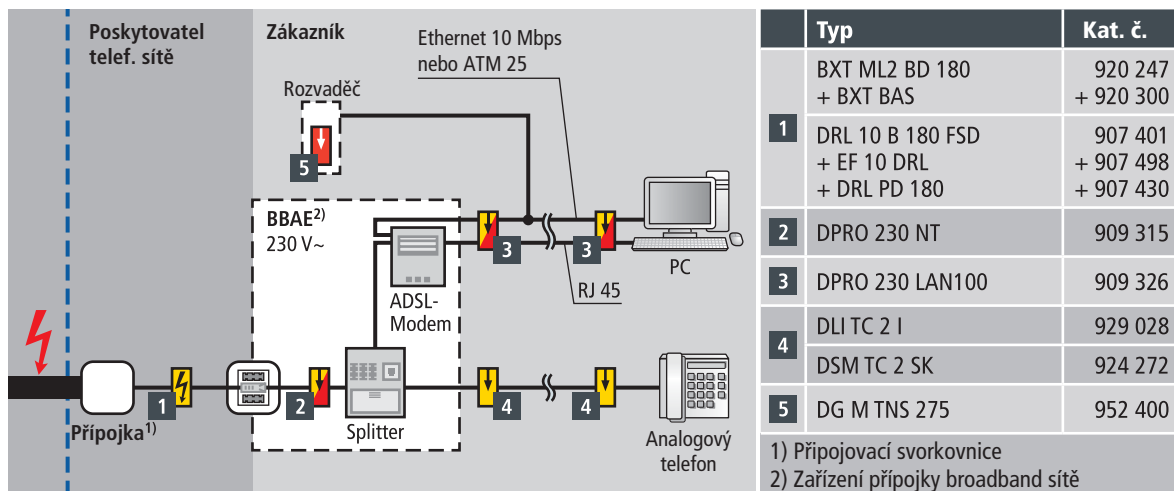 Poskytovatel
telef. sítě
Zákazník
Ethernet 10 Mbps
nebo ATM 25
Rozvaděč
5
BBAE2)
230 V~
3
3
PC
ADSL-
Modem
RJ 45
1
2
4
4
Přípojka1)
Splitter
Analogový
telefon
Typ Kat. č.
1
BXT ML2 BD 180 920 247
+ BXT BAS + 920 300
DRL 10 B 180 FSD 907 401
+ EF 10 DRL + 907 498
+ DRL PD 180 + 907 430
2 DPRO 230 NT 909 315
3 DPRO 230 LAN100 909 326
4
DLI TC 2 I 929 028
DSM TC 2 SK 924 272
5 DG M TNS 275 952 400
1) Připojovací svorkovnice
2) Zařízení přípojky broadband sítě